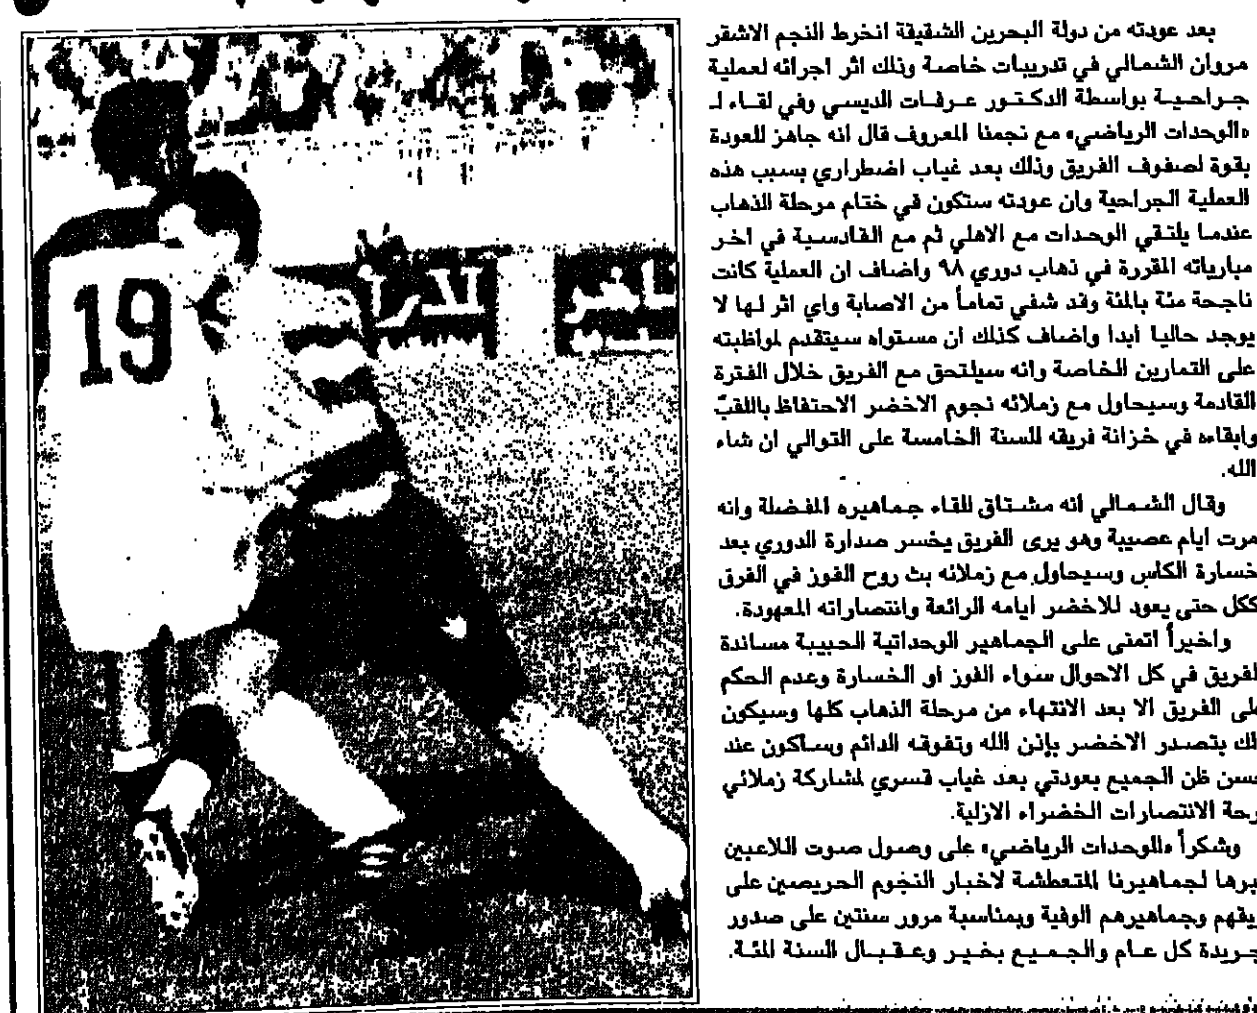 بعد عودته من دولة البحرين الشقيقة انخرط النجم الاشقر
مروان الشمالي في تدريبات خاصة وذلك اثر اجرائه لعملية
جراحية بواسطة الدكتور عرفات الديسي وفي لقاء لـ
«الوحدات الرياضي» مع نجمنا المعروف قال انه جاهز للعودة
بقوة لصفوف الفريق وذلك بعد غياب اضطراري بسبب هذه
العملية الجراحية وان عودته ستكون في ختام مرحلة الذهاب
عندما يلتقي الوحدات مع الاهلي ثم مع القادسية في اخر
مبارياته المقررة في ذهاب دوري ٩٨ واضاف ان العملية كانت
ناجحة مئة بالمئة وقد شفي تماماً من الاصابة واي اثر لها لا
يوجد حاليا ابدا واضاف كذلك ان مستواه سيتقدم لمواظبته
على التمارين الخاصة وانه سيلتحق مع الفريق خلال الفترة
القادمة وسيحاول مع زملائه نجوم الاخضر الاحتفاظ باللقب
وابقاءه في خزانة فريقه للسنة الخامسة على التوالي ان شاء
الله.
وقال الشمالي انه مشتاق للقاء جماهيره المفضلة وانه
مرت ايام عصيبة وهو يرى الفريق يخسر صدارة الدوري بعد
خسارة الكاس وسيحاول مع زملائه بث روح الفوز في الفرق
ككل حتى يعود للاخضر ايامه الرائعة وانتصاراته المعهودة.
واخيراً اتمنى على الجماهير الوحداتية الحبيبة مساندة
لفريق في كل الاحوال سواء الفوز او الخسارة وعدم الحكم
لى الفريق الا بعد الانتهاء من مرحلة الذهاب كلها وسيكون
لك بتصدر الاخضر بإذن الله وتفوقه الدائم وساكون عند
سن ظن الجميع بعودتي بعد غياب قسري لمشاركة زملائي
رحة الانتصارات الخضراء الازلية.
وشكراً «للوحدات الرياضي» على وصول صوت اللاعبين
برها لجماهيرنا المتعطشة لاخبار النجوم الحريصين على
يقهم وجماهيرهم الوفية وبمناسبة مرور سنتين على صدور
جريدة كل عام والجميع بخير وعقبال السنة المئة.
19